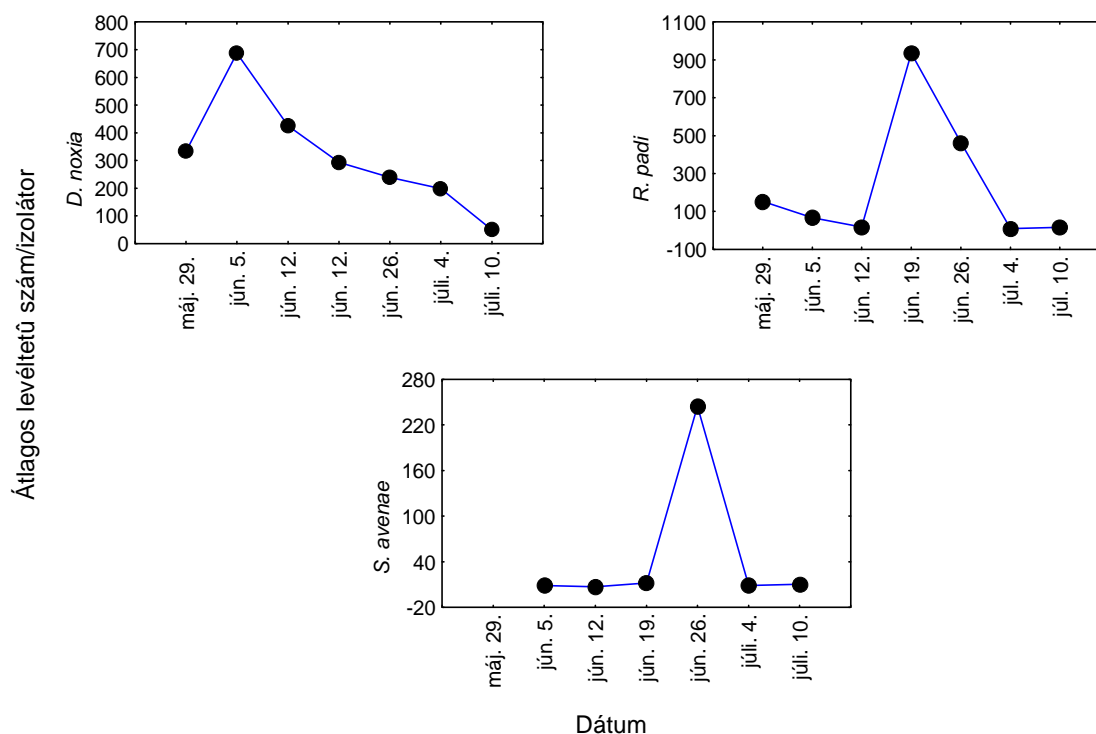 Átlagos levéltetû szám/izolátor
D. noxia
800
700
600
500
400
300
200
100
0
máj. 29.
jún. 5.
jún. 12.
jún. 12.
jún. 26.
júli. 4.
júli. 10.
R. padi
1100
900
700
500
300
100
-100
máj. 29.
jún. 5.
jún. 12.
jún. 19.
jún. 26.
júl. 4.
júl. 10.
S. avenae
280
220
160
100
40
-20
máj. 29.
jún. 5.
jún. 12.
jún. 19.
jún. 26.
júli. 4.
júli. 10.
Dátum